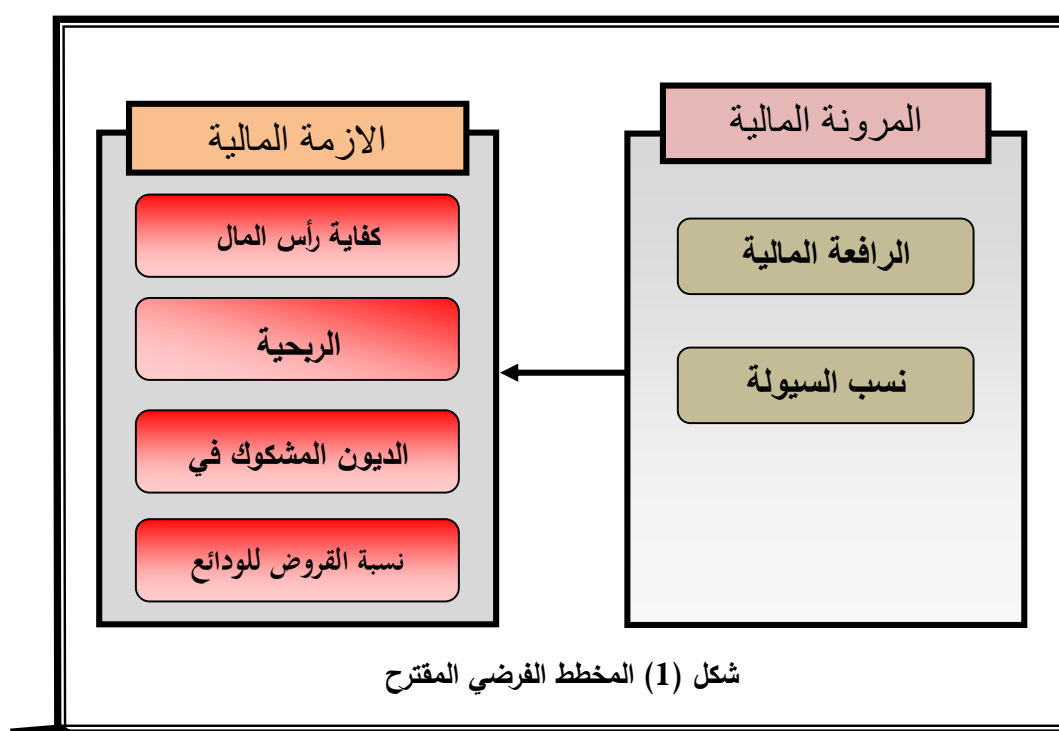 المرونة المالية
الرافعة المالية
نسب السيولة
الازمة المالية
كفاية رأس المال
الربحية
الديون المشكوك في
نسبة القروض للودائع
شكل (1) المخطط الفرضي المقترح